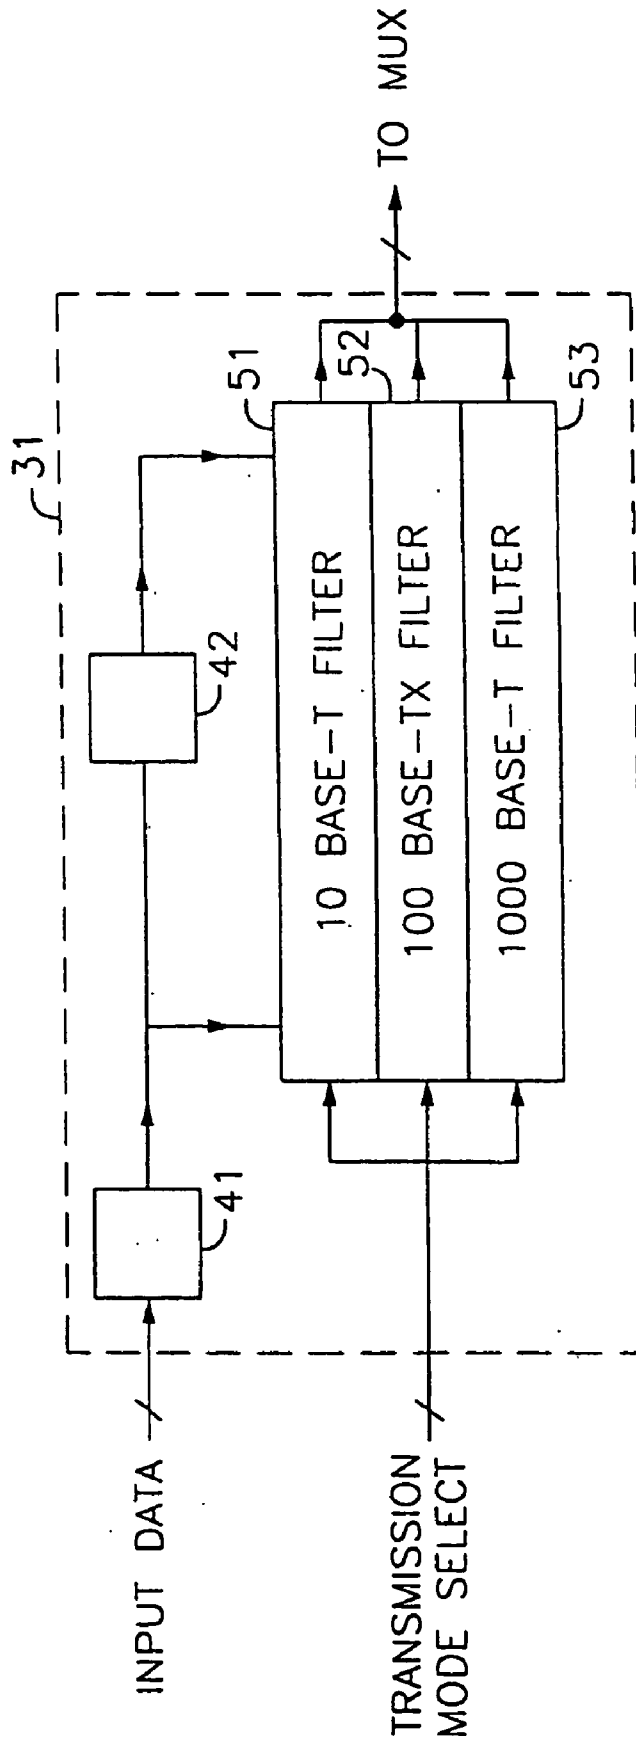 31
INPUT DATA
41
42
TO MUX
51
52
53
10 BASE-T FILTER
100 BASE-TX FILTER
1000 BASE-T FILTER
TRANSMISSION
MODE SELECT